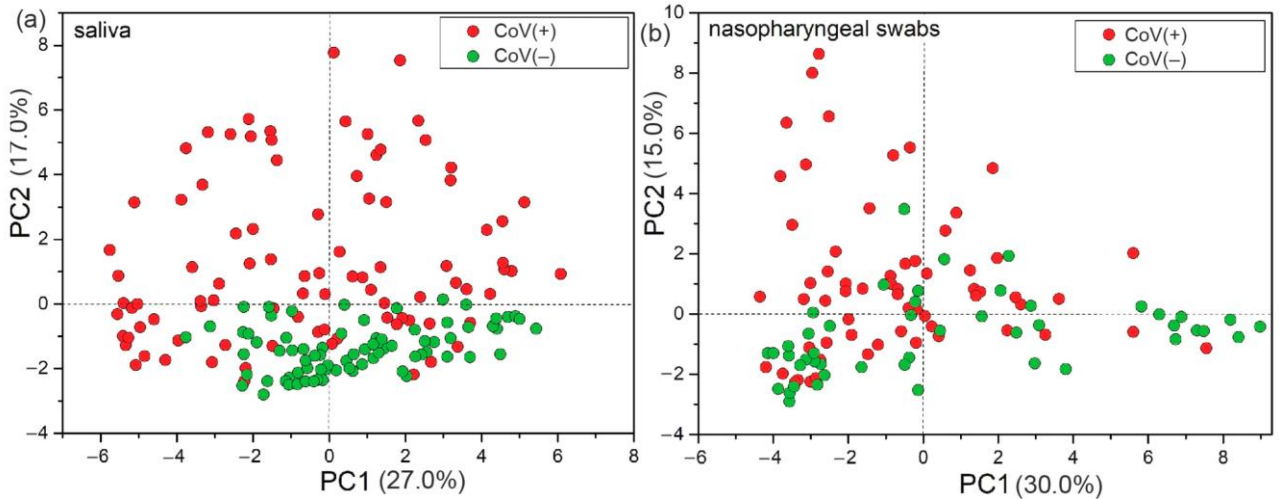 (a)
saliva
CoV(+)
CoV(−)
8
6
4
2
0
−2
−4
PC2 (17.0%)
−6
−4
−2
0
2
4
6
8
PC1 (27.0%)
(b)
nasopharyngeal swabs
CoV(+)
CoV(−)
10
8
6
4
2
0
−2
−4
PC2 (15.0%)
−6
−4
−2
0
2
4
6
8
PC1 (30.0%)